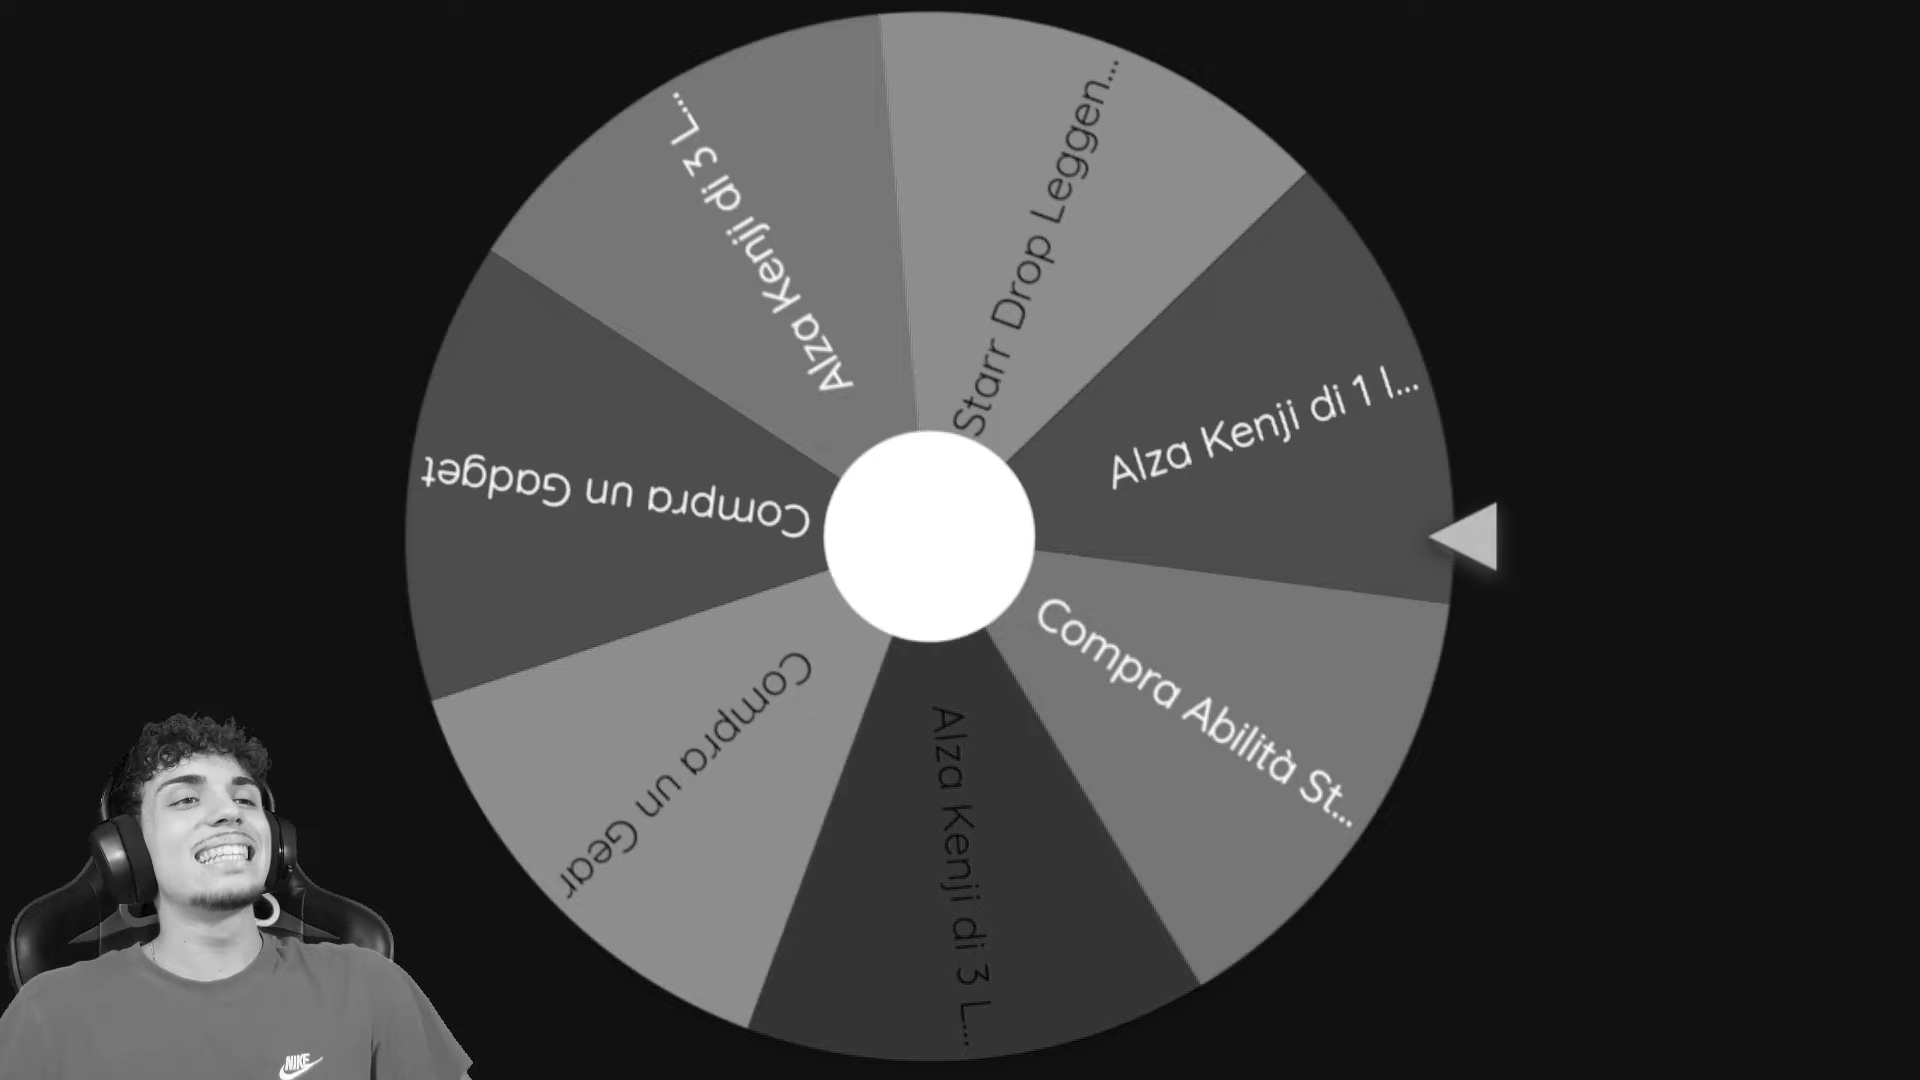 Starr Drop Leggen...
Alza Kenji di 1 l...
Compra Abilità St...
Alza Kenji di 3 L...
Compra un Gear
Compra un Gadget
Alza Kenji di 3 L...
NIKE